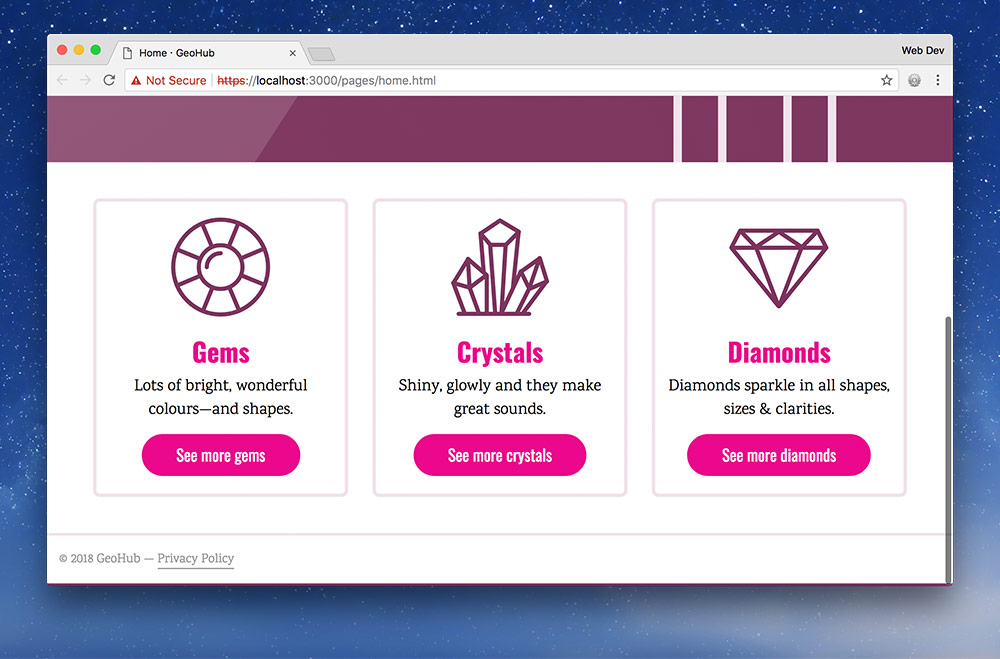 Home · GeoHub
Web Dev
Not Secure https://localhost:3000/pages/home.html
Gems
Lots of bright, wonderful
colours—and shapes.
See more gems
Crystals
Shiny, glowly and they make
great sounds.
See more crystals
Diamonds
Diamonds sparkle in all shapes,
sizes & clarities.
See more diamonds
© 2018 GeoHub — Privacy Policy